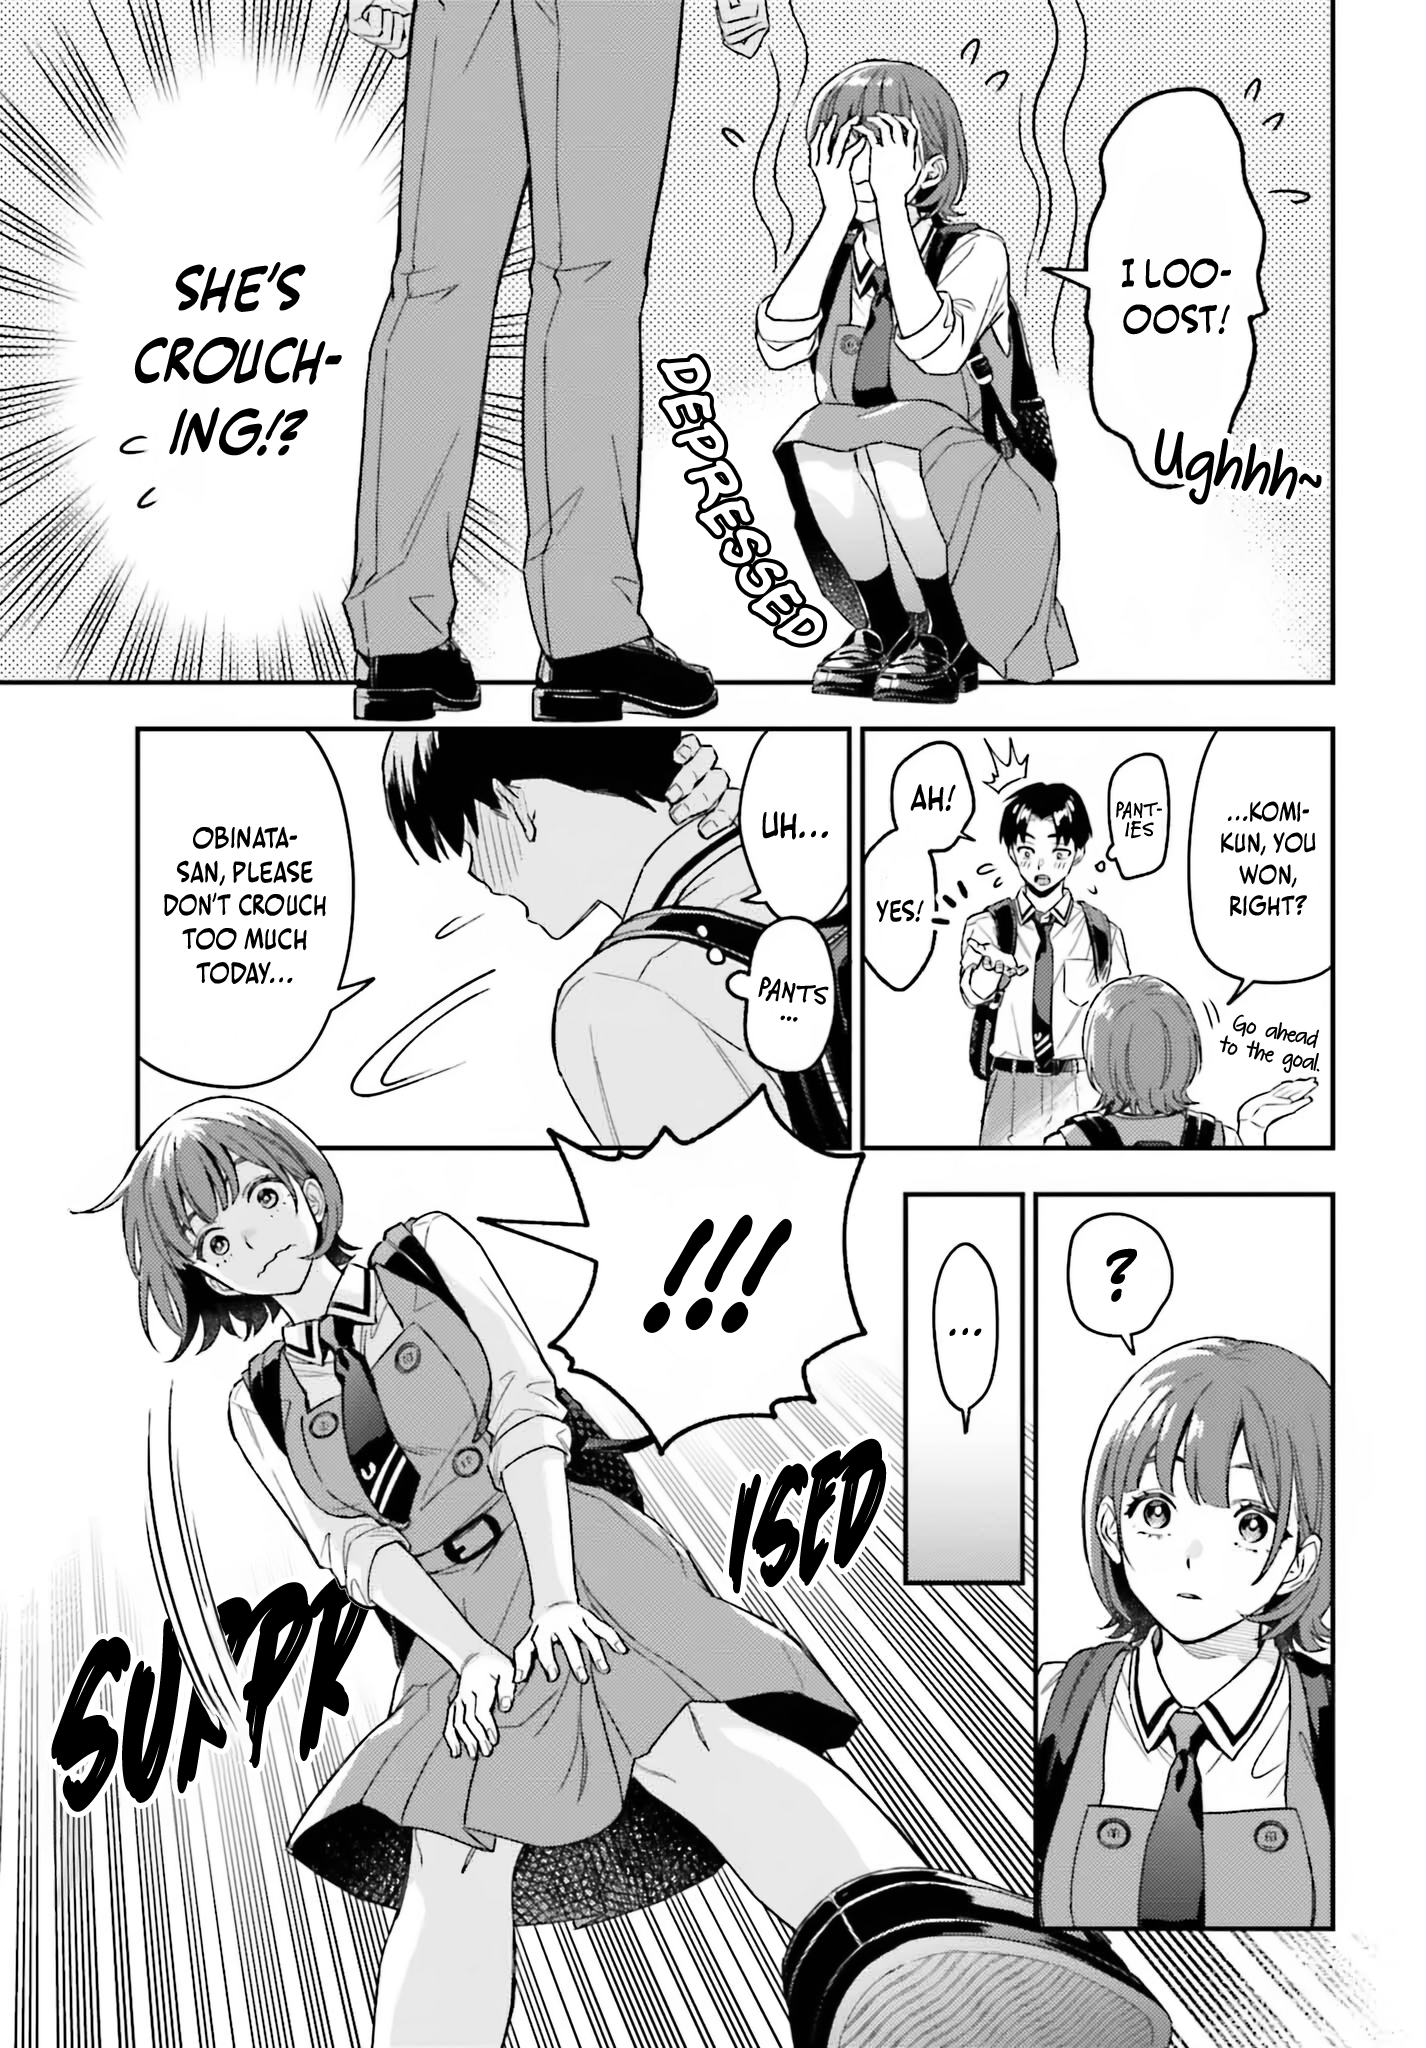 I LOO-
OOST!
Ughhh~
DEPRESSED
SHE'S
CROUCH-
ING!?
...KOMI-
KUN, YOU
WON,
RIGHT?
Go ahead
to the goal.
PANT-
IES
AH!
YES!
UH...
PANTS
...
OBINATA-
SAN, PLEASE
DON'T CROUCH
TOO MUCH
TODAY...
?
...
!!!
SURPR
ISED